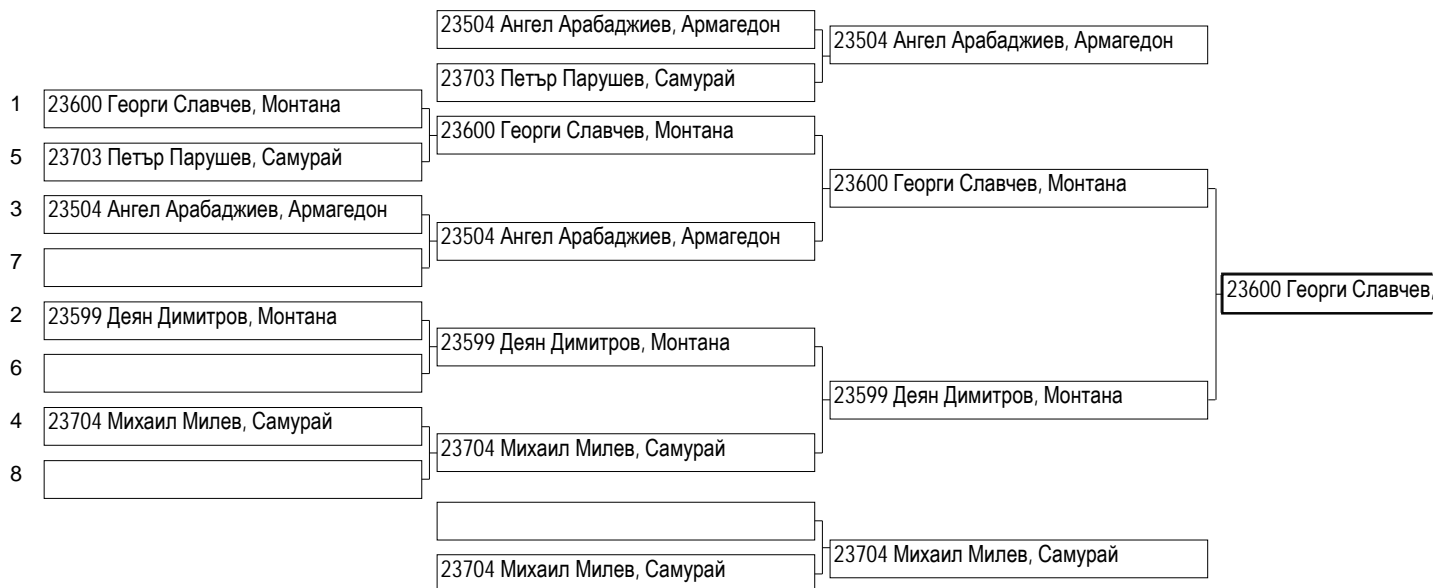 23504 Ангел Арабаджиев, Армагедон
23504 Ангел Арабаджиев, Армагедон
23703 Петър Парушев, Самурай
1 23600 Георги Славчев, Монтана
23600 Георги Славчев, Монтана
5 23703 Петър Парушев, Самурай
23600 Георги Славчев, Монтана
3 23504 Ангел Арабаджиев, Армагедон
23504 Ангел Арабаджиев, Армагедон
7
23600 Георги Славчев,
2 23599 Деян Димитров, Монтана
23599 Деян Димитров, Монтана
6
23599 Деян Димитров, Монтана
4 23704 Михаил Милев, Самурай
23704 Михаил Милев, Самурай
8
23704 Михаил Милев, Самурай
23704 Михаил Милев, Самурай